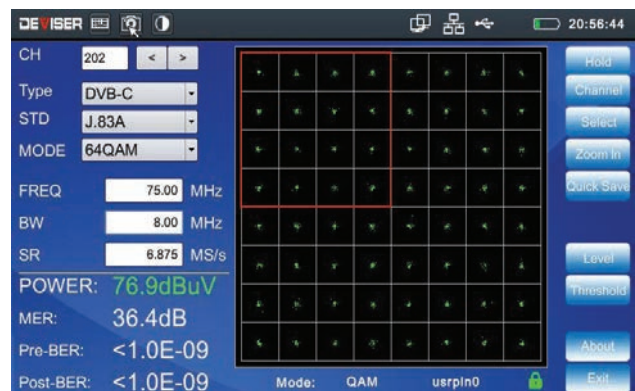 DEVISER 20:56:44
CH 202 < >
Type DVB-C
STD J.83A
MODE 64QAM
FREQ 75.00 MHz
BW 8.00 MHz
SR 6.875 MS/s
POWER: 76.9dBuV
MER: 36.4dB
Pre-BER: <1.0E-09
Post-BER: <1.0E-09
Mode: QAM usrpIn0
Hold
Channel
Select
Zoom In
Quick Save
Level
Threshold
About
Exit